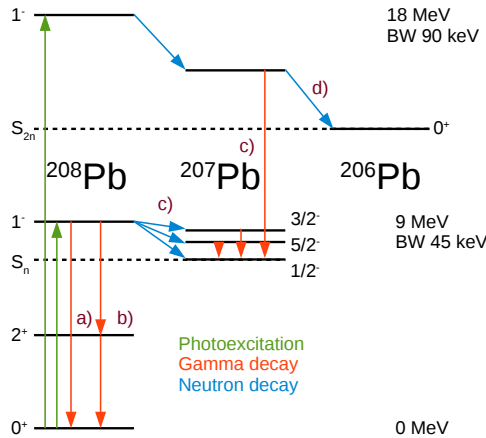 1⁻
18 MeV
BW 90 keV
d)
S₂ₙ
0⁺
c)
²⁰⁸Pb
²⁰⁷Pb
²⁰⁶Pb
c)
1⁻
3/2⁻
9 MeV
5/2⁻
BW 45 keV
Sₙ
1/2⁻
a)
b)
2⁺
Photoexcitation
Gamma decay
Neutron decay
0⁺
0 MeV